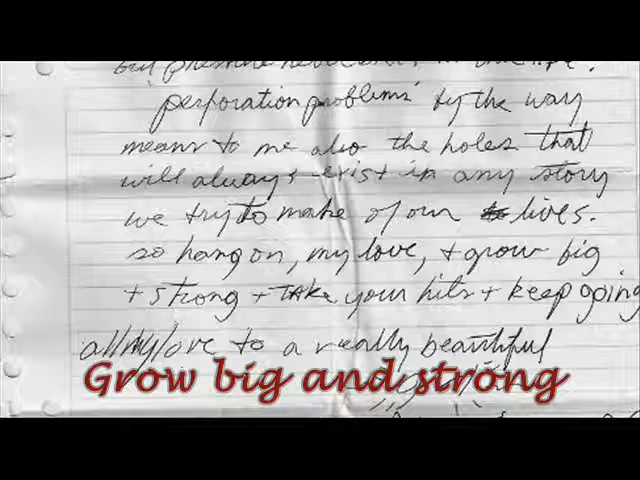 'perforation problems' by the way
means to me also the holes that
will always exist in any story
we try to make of our lives.
so hang on, my love, + grow big
+ strong + take your hits + keep going
all my love to a really beautiful
Grow big and strong